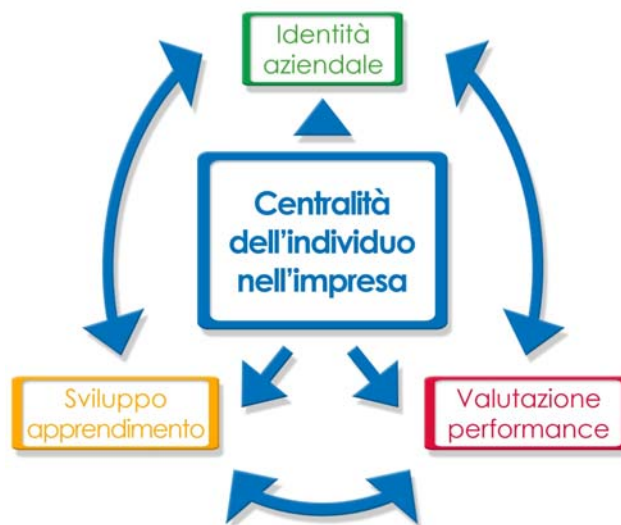 Identità
aziendale
Centralità
dell'individuo
nell'impresa
Sviluppo
apprendimento
Valutazione
performance